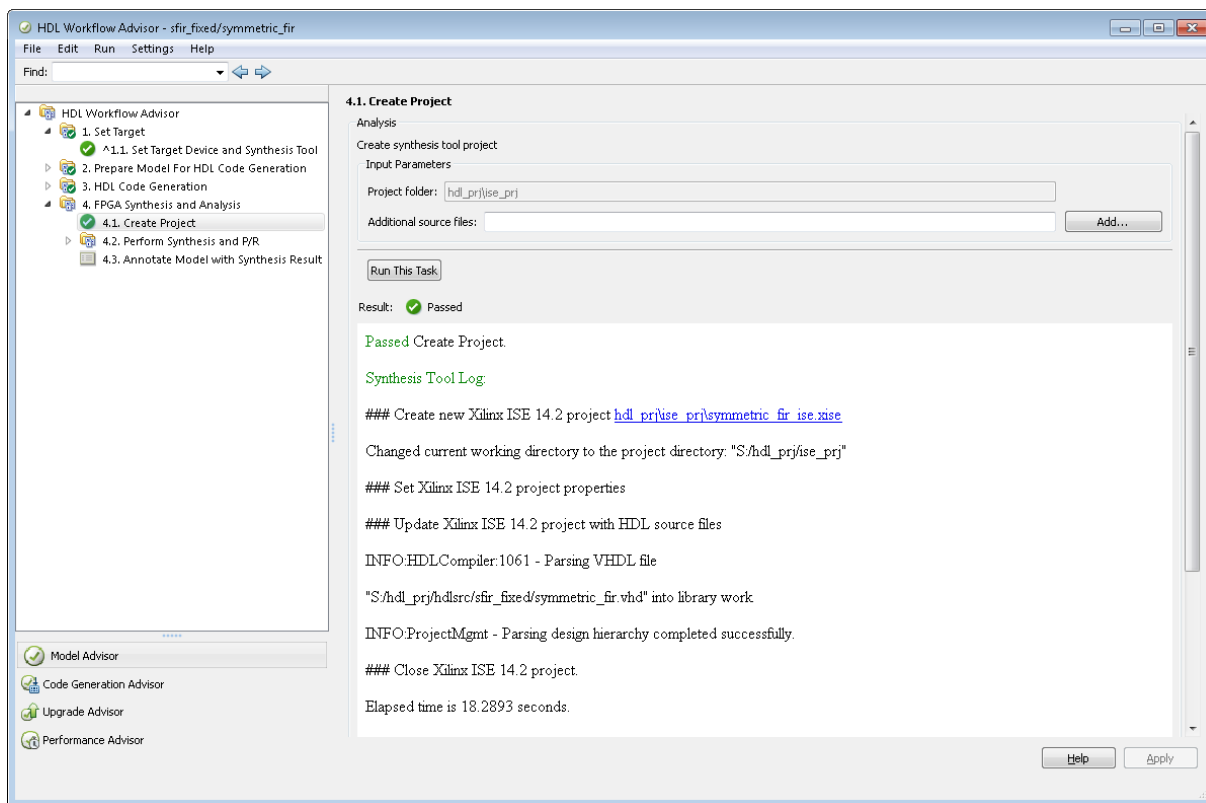 HDL Workflow Advisor - sfir_fixed/symmetric_fir
File Edit Run Settings Help
Find:
HDL Workflow Advisor
1. Set Target
^1.1. Set Target Device and Synthesis Tool
2. Prepare Model For HDL Code Generation
3. HDL Code Generation
4. FPGA Synthesis and Analysis
4.1. Create Project
4.2. Perform Synthesis and P/R
4.3. Annotate Model with Synthesis Result
Model Advisor
Code Generation Advisor
Upgrade Advisor
Performance Advisor
4.1. Create Project
Analysis
Create synthesis tool project
Input Parameters
Project folder: hdl_prj\ise_prj
Additional source files: Add...
Run This Task
Result: Passed
Passed Create Project.
Synthesis Tool Log:
### Create new Xilinx ISE 14.2 project hdl_prj\ise_prj\symmetric_fir_ise.xise
Changed current working directory to the project directory: "S:/hdl_prj/ise_prj"
### Set Xilinx ISE 14.2 project properties
### Update Xilinx ISE 14.2 project with HDL source files
INFO:HDLCompiler:1061 - Parsing VHDL file
"S:/hdl_prj/hdlsrc/sfir_fixed/symmetric_fir.vhd" into library work
INFO:ProjectMgmt - Parsing design hierarchy completed successfully.
### Close Xilinx ISE 14.2 project.
Elapsed time is 18.2893 seconds.
Help Apply